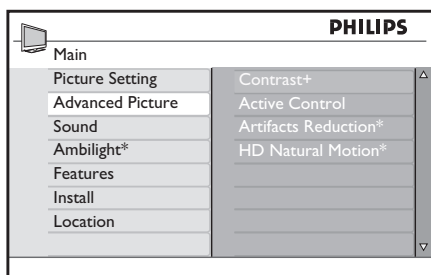 PHILIPS
Main
Picture Setting
Advanced Picture
Sound
Ambilight*
Features
Install
Location
Contrast+
Active Control
Artifacts Reduction*
HD Natural Motion*